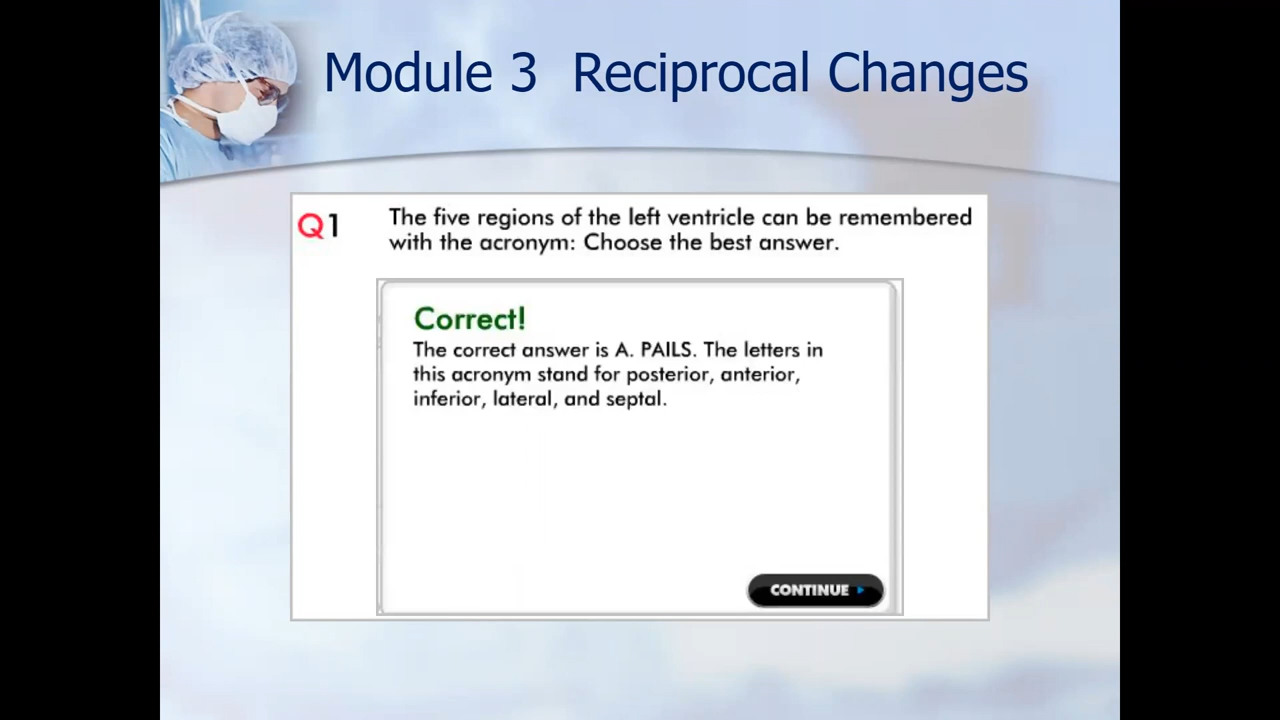 Module 3 Reciprocal Changes
Q1
The five regions of the left ventricle can be remembered
with the acronym: Choose the best answer.
Correct!
The correct answer is A. PAILS. The letters in
this acronym stand for posterior, anterior,
inferior, lateral, and septal.
CONTINUE